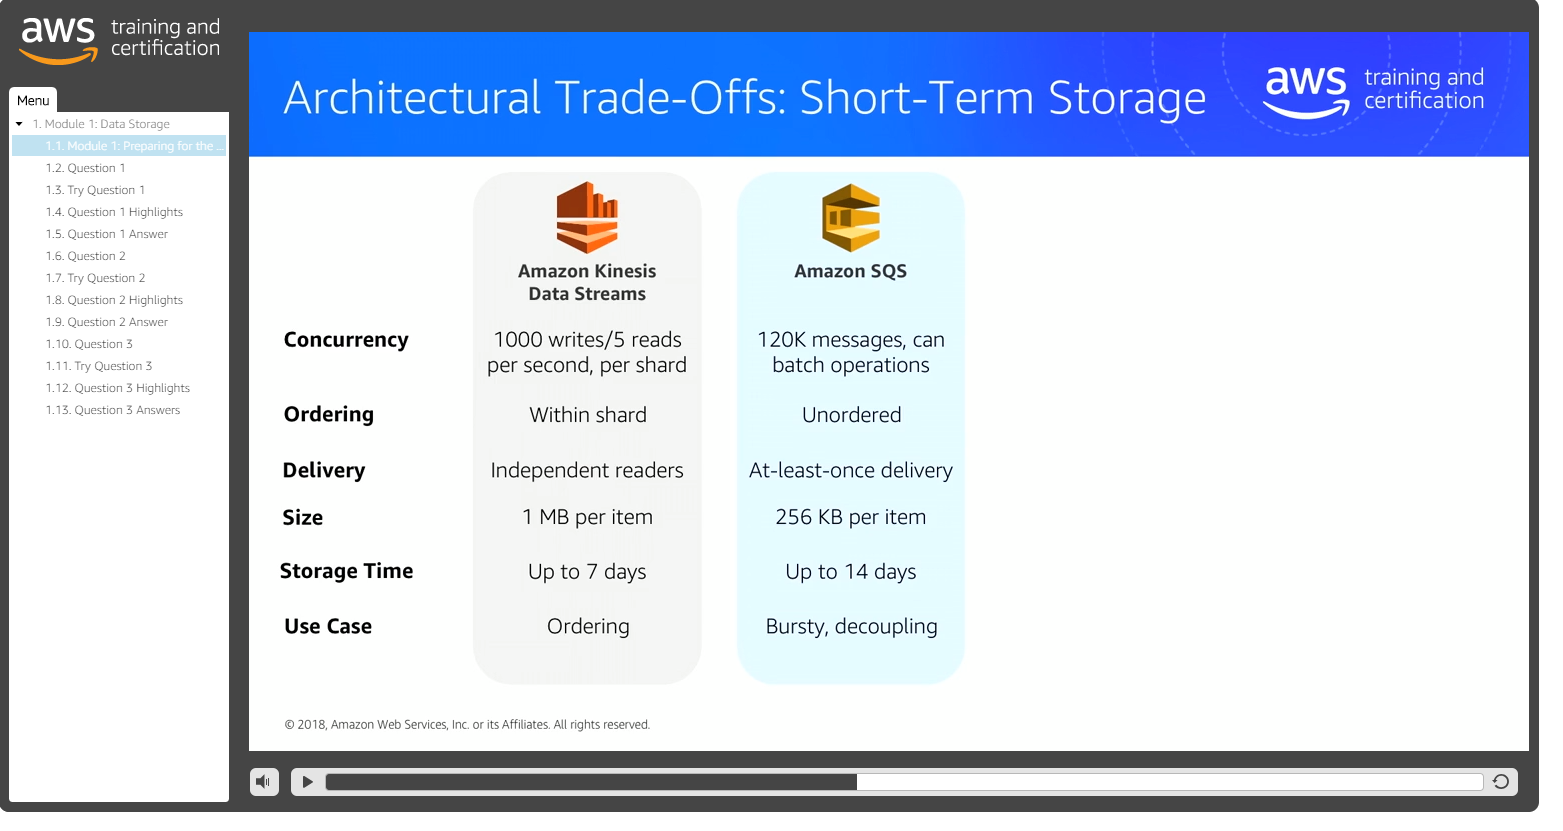 aws training and
certification
Menu
1. Module 1: Data Storage
1.1. Module 1: Preparing for the ...
1.2. Question 1
1.3. Try Question 1
1.4. Question 1 Highlights
1.5. Question 1 Answer
1.6. Question 2
1.7. Try Question 2
1.8. Question 2 Highlights
1.9. Question 2 Answer
1.10. Question 3
1.11. Try Question 3
1.12. Question 3 Highlights
1.13. Question 3 Answers
Architectural Trade-Offs: Short-Term Storage
aws training and
certification
Amazon Kinesis
Data Streams
Amazon SQS
Concurrency
1000 writes/5 reads
per second, per shard
120K messages, can
batch operations
Ordering
Within shard
Unordered
Delivery
Independent readers
At-least-once delivery
Size
1 MB per item
256 KB per item
Storage Time
Up to 7 days
Up to 14 days
Use Case
Ordering
Bursty, decoupling
© 2018, Amazon Web Services, Inc. or its Affiliates. All rights reserved.